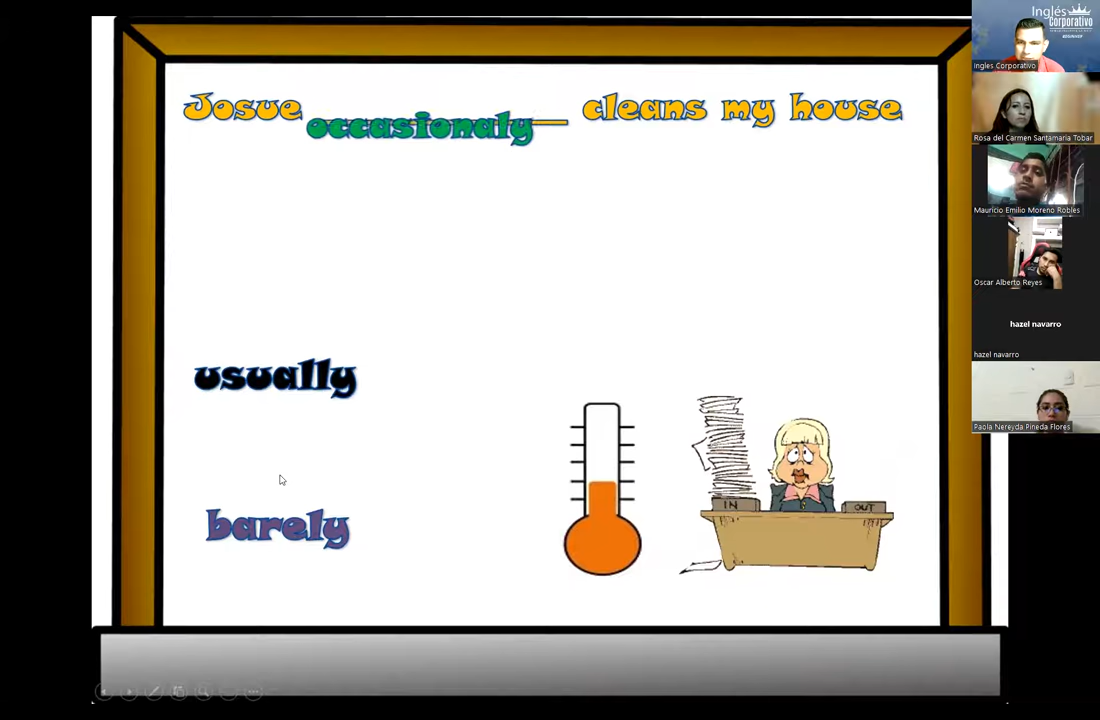 Josue occasionaly cleans my house
usually
barely
IN
OUT
Inglés
Corporativo
Ingles Corporativo
Rosa del Carmen Santamaria Tobar
Mauricio Emilio Moreno Robles
Oscar Alberto Reyes
hazel navarro
hazel navarro
Paola Nereyda Pineda Flores